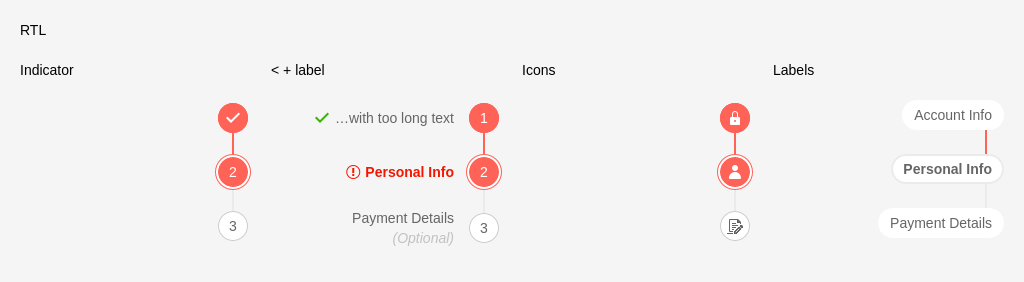 RTL
Indicator
< + label
Icons
Labels
2
3
…with too long text
1
Personal Info
2
Payment Details
(Optional)
3
Account Info
Personal Info
Payment Details